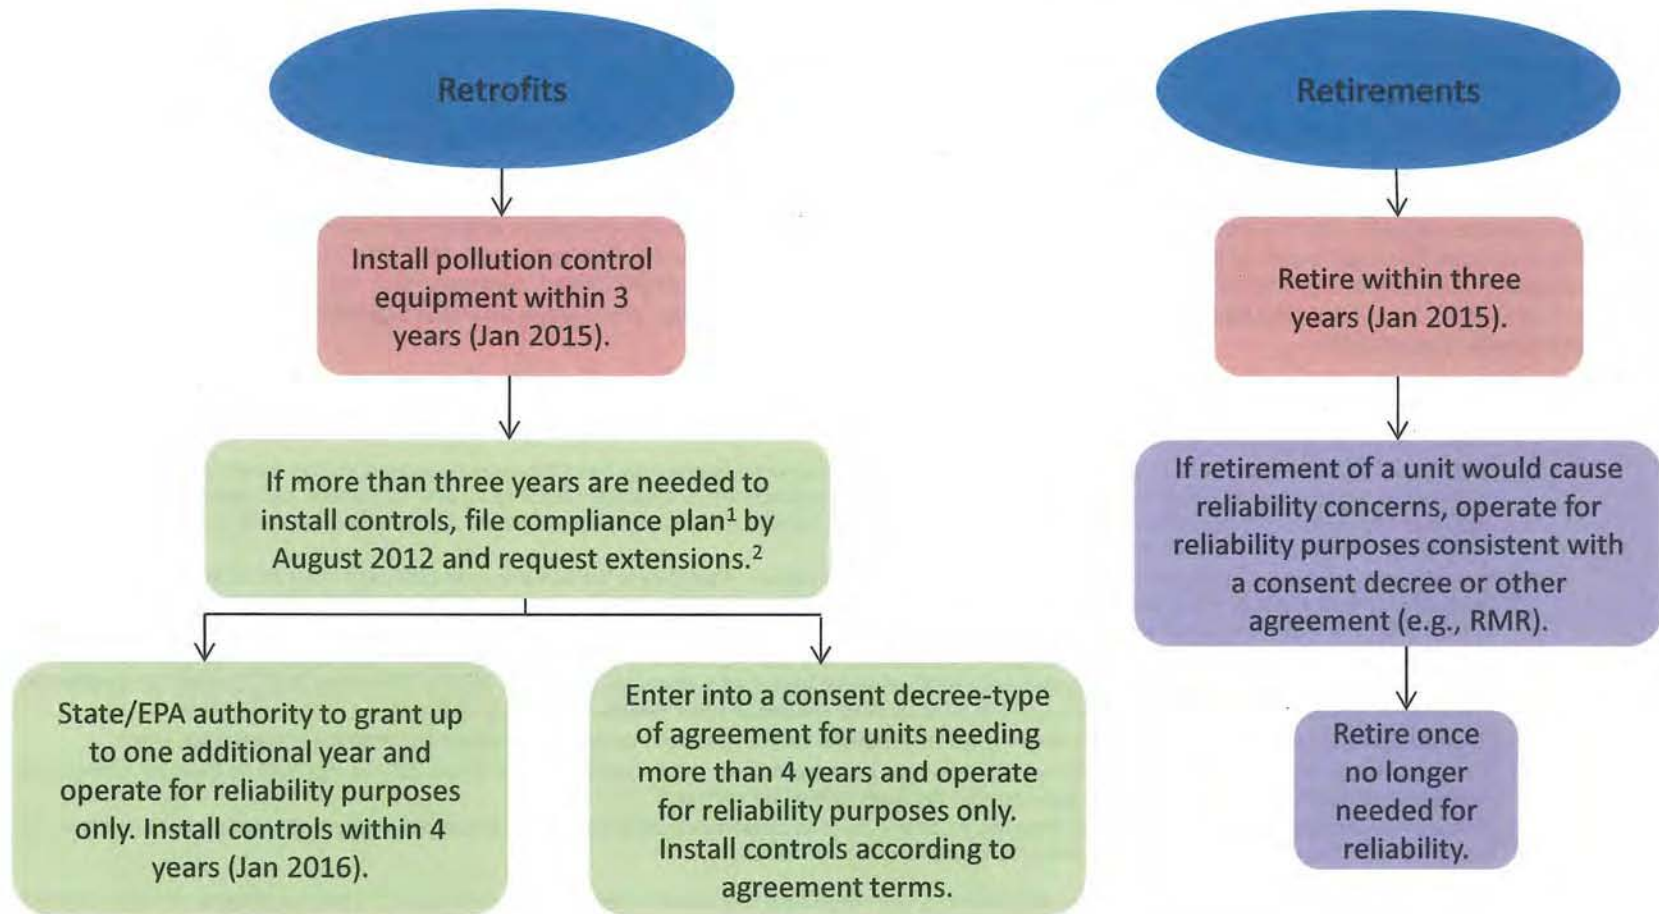 Retrofits
Install pollution control
equipment within 3
years (Jan 2015).
If more than three years are needed to
install controls, file compliance plan¹ by
August 2012 and request extensions.²
State/EPA authority to grant up
to one additional year and
operate for reliability purposes
only. Install controls within 4
years (Jan 2016).
Enter into a consent decree-type
of agreement for units needing
more than 4 years and operate
for reliability purposes only.
Install controls according to
agreement terms.
Retirements
Retire within three
years (Jan 2015).
If retirement of a unit would cause
reliability concerns, operate for
reliability purposes consistent with
a consent decree or other
agreement (e.g., RMR).
Retire once
no longer
needed for
reliability.